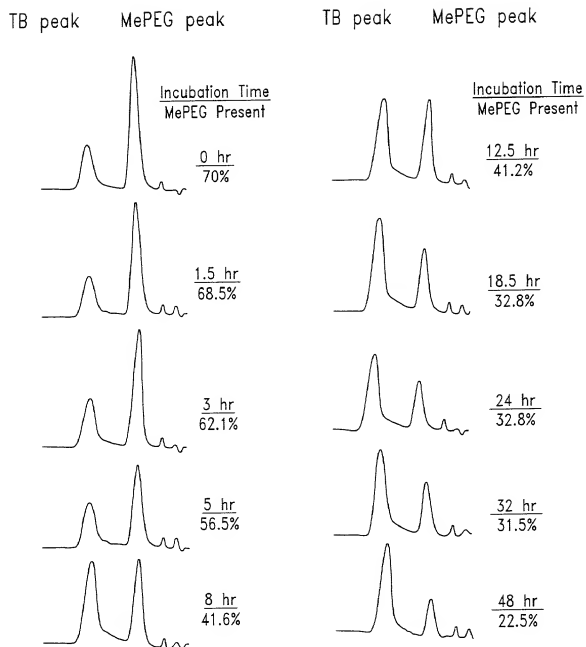 TB peak MePEG peak
Incubation Time
MePEG Present
0 hr
70%
1.5 hr
68.5%
3 hr
62.1%
5 hr
56.5%
8 hr
41.6%
TB peak MePEG peak
Incubation Time
MePEG Present
12.5 hr
41.2%
18.5 hr
32.8%
24 hr
32.8%
32 hr
31.5%
48 hr
22.5%